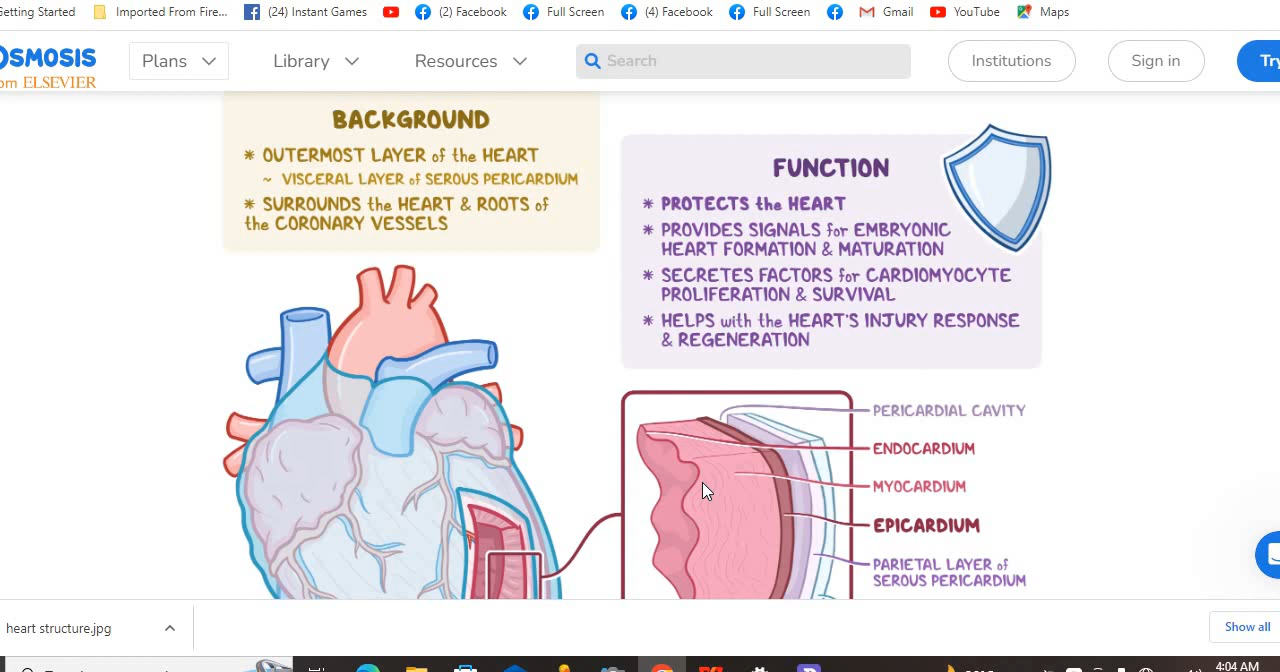 Getting Started
Imported From Fire...
(24) Instant Games
(2) Facebook
Full Screen
(4) Facebook
Full Screen
Gmail
YouTube
Maps
OSMOSIS
from ELSEVIER
Plans
Library
Resources
Search
Institutions
Sign in
Try
BACKGROUND
* OUTERMOST LAYER of the HEART
~ VISCERAL LAYER of SEROUS PERICARDIUM
* SURROUNDS the HEART & ROOTS of
the CORONARY VESSELS
FUNCTION
* PROTECTS the HEART
* PROVIDES SIGNALS for EMBRYONIC
HEART FORMATION & MATURATION
* SECRETES FACTORS for CARDIOMYOCYTE
PROLIFERATION & SURVIVAL
* HELPS with the HEART'S INJURY RESPONSE
& REGENERATION
PERICARDIAL CAVITY
ENDOCARDIUM
MYOCARDIUM
EPICARDIUM
PARIETAL LAYER of
SEROUS PERICARDIUM
heart structure.jpg
Show all
4:04 AM